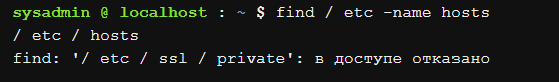 sysadmin @ localhost : ~ $ find / etc -name hosts
/ etc / hosts
find: '/ etc / ssl / private': в доступе отказано